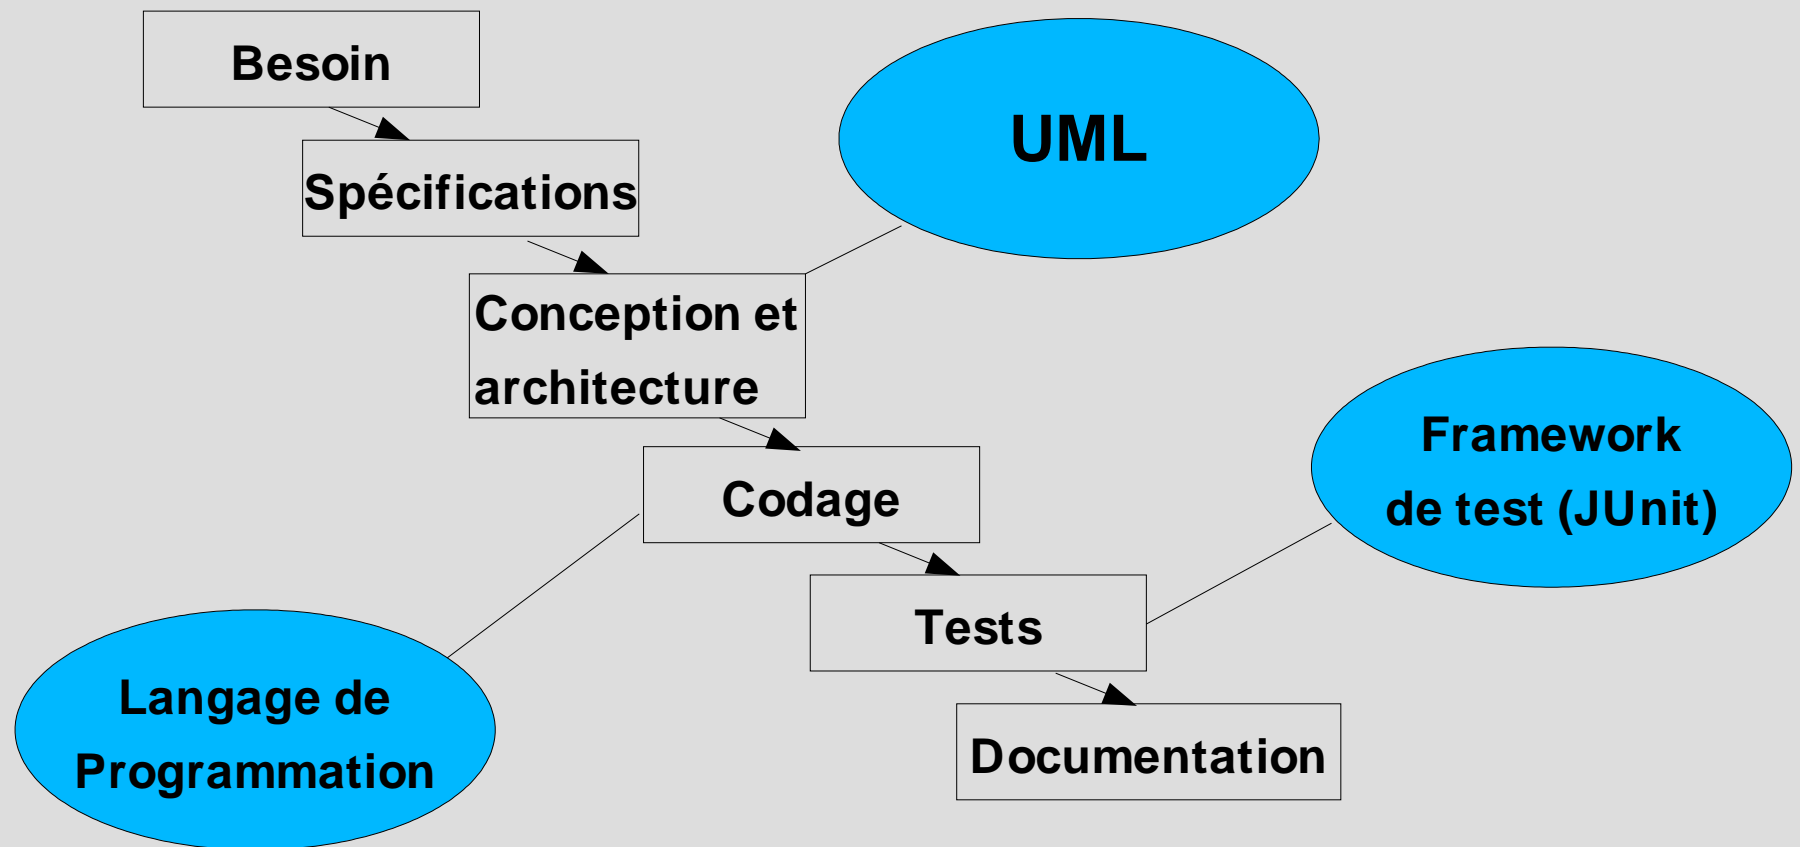 Besoin
UML
Spécifications
Conception et
architecture
Framework
de test (JUnit)
Codage
Tests
Langage de
Programmation
Documentation